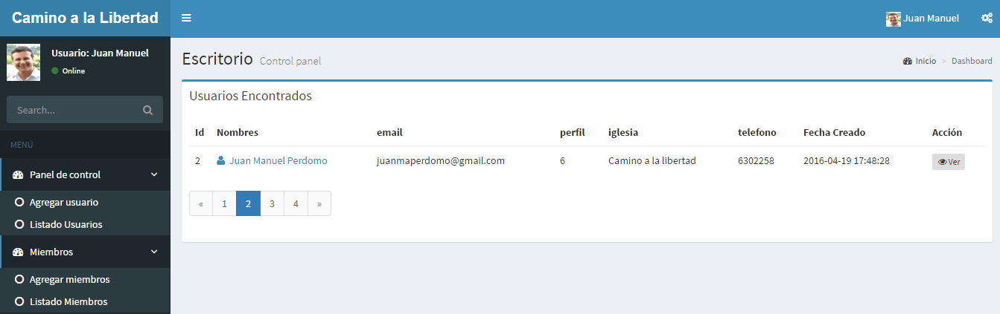 Camino a la Libertad
Juan Manuel
Usuario: Juan Manuel
Online
Search...
MENÚ
Panel de control
Agregar usuario
Listado Usuarios
Miembros
Agregar miembros
Listado Miembros
Escritorio Control panel
Inicio > Dashboard
Usuarios Encontrados
Id Nombres email perfil iglesia telefono Fecha Creado Acción
2 Juan Manuel Perdomo juanmaperdomo@gmail.com 6 Camino a la libertad 6302258 2016-04-19 17:48:28 Ver
« 1 2 3 4 »